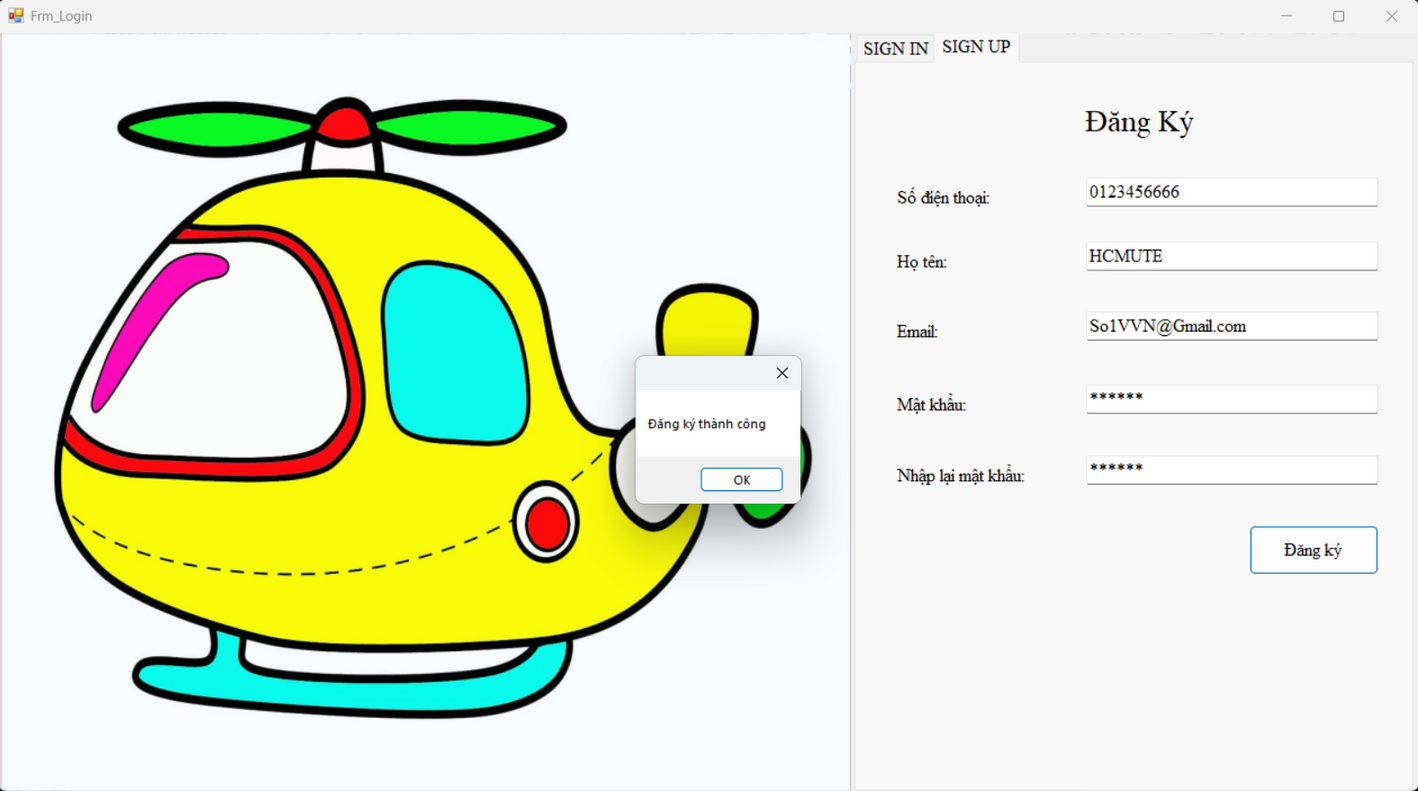 Frm_Login
SIGN IN
SIGN UP
Đăng Ký
Số điện thoại:
0123456666
Họ tên:
HCMUTE
Email:
So1VVN@Gmail.com
Mật khẩu:
******
Nhập lại mật khẩu:
******
Đăng ký
Đăng ký thành công
OK